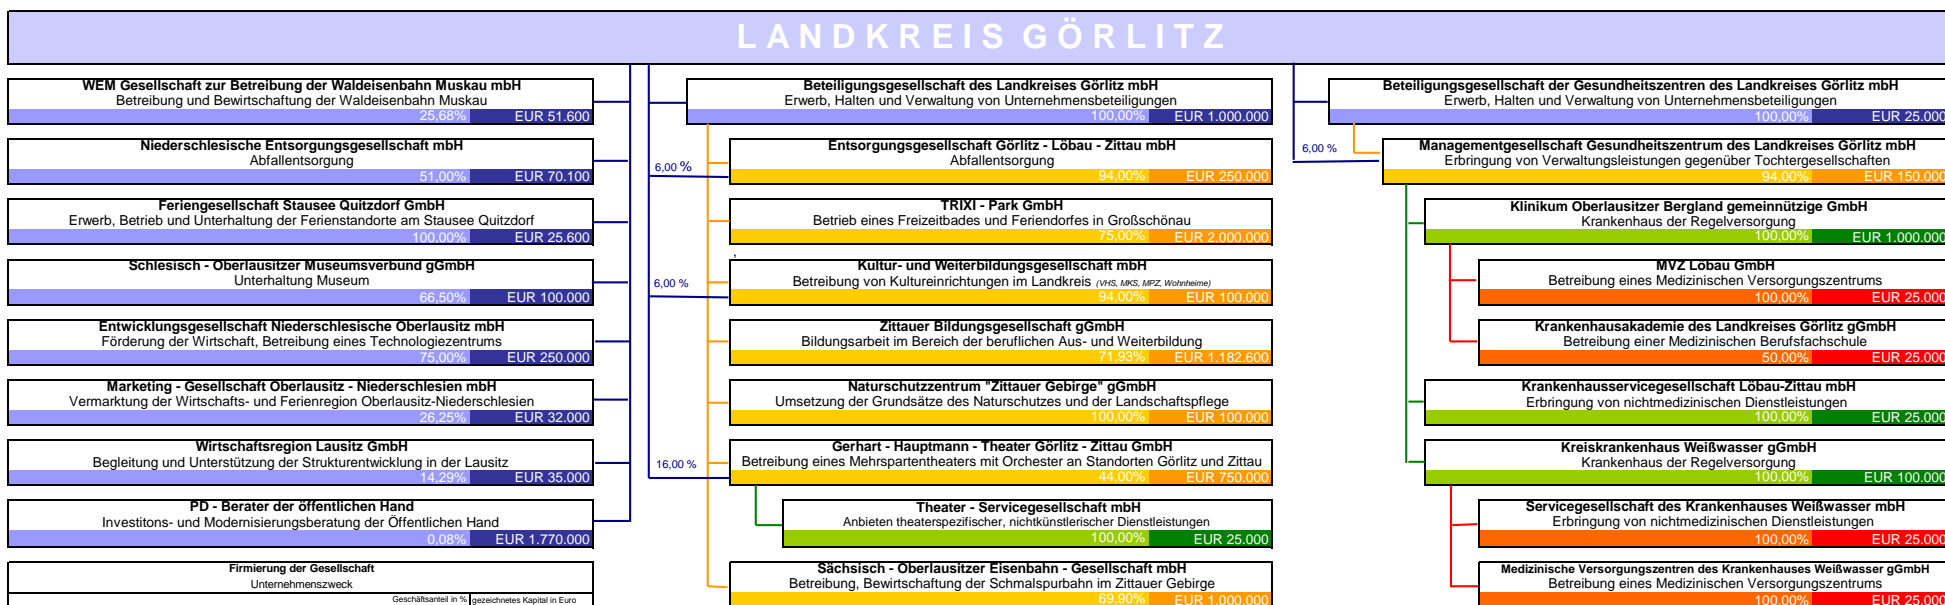 LANDKREIS GÖRLITZ
WEM Gesellschaft zur Betreibung der Waldeisenbahn Muskau mbH
Betreibung und Bewirtschaftung der Waldeisenbahn Muskau
25,68% EUR 51.600
Niederschlesische Entsorgungsgesellschaft mbH
Abfallentsorgung
51,00% EUR 70.100
Feriengesellschaft Stausee Quitzdorf GmbH
Erwerb, Betrieb und Unterhaltung der Ferienstandorte am Stausee Quitzdorf
100,00% EUR 25.600
Schlesisch - Oberlausitzer Museumsverbund gGmbH
Unterhaltung Museum
66,50% EUR 100.000
Entwicklungsgesellschaft Niederschlesische Oberlausitz mbH
Förderung der Wirtschaft, Betreibung eines Technologiezentrums
75,00% EUR 250.000
Marketing - Gesellschaft Oberlausitz - Niederschlesien mbH
Vermarktung der Wirtschafts- und Ferienregion Oberlausitz-Niederschlesien
26,25% EUR 32.000
Wirtschaftsregion Lausitz GmbH
Begleitung und Unterstützung der Strukturentwicklung in der Lausitz
14,29% EUR 35.000
PD - Berater der öffentlichen Hand
Investitons- und Modernisierungsberatung der Öffentlichen Hand
0,08% EUR 1.770.000
Firmierung der Gesellschaft
Unternehmenszweck
Geschäftsanteil in % gezeichnetes Kapital in Euro
Beteiligungsgesellschaft des Landkreises Görlitz mbH
Erwerb, Halten und Verwaltung von Unternehmensbeteiligungen
100,00% EUR 1.000.000
6,00 %
Entsorgungsgesellschaft Görlitz - Löbau - Zittau mbH
Abfallentsorgung
94,00% EUR 250.000
TRIXI - Park GmbH
Betrieb eines Freizeitbades und Feriendorfes in Großschönau
75,00% EUR 2.000.000
,
6,00 %
Kultur- und Weiterbildungsgesellschaft mbH
Betreibung von Kultureinrichtungen im Landkreis (VHS, MKS, MPZ, Wohnheime)
94,00% EUR 100.000
Zittauer Bildungsgesellschaft gGmbH
Bildungsarbeit im Bereich der beruflichen Aus- und Weiterbildung
71,93% EUR 1.182.600
Naturschutzzentrum "Zittauer Gebirge" gGmbH
Umsetzung der Grundsätze des Naturschutzes und der Landschaftspflege
100,00% EUR 100.000
16,00 %
Gerhart - Hauptmann - Theater Görlitz - Zittau GmbH
Betreibung eines Mehrspartentheaters mit Orchester an Standorten Görlitz und Zittau
44,00% EUR 750.000
Theater - Servicegesellschaft mbH
Anbieten theaterspezifischer, nichtkünstlerischer Dienstleistungen
100,00% EUR 25.000
Sächsisch - Oberlausitzer Eisenbahn - Gesellschaft mbH
Betreibung, Bewirtschaftung der Schmalspurbahn im Zittauer Gebirge
69,90% EUR 1.000.000
Beteiligungsgesellschaft der Gesundheitszentren des Landkreises Görlitz mbH
Erwerb, Halten und Verwaltung von Unternehmensbeteiligungen
100,00% EUR 25.000
6,00 %
Managementgesellschaft Gesundheitszentrum des Landkreises Görlitz mbH
Erbringung von Verwaltungsleistungen gegenüber Tochtergesellschaften
94,00% EUR 150.000
Klinikum Oberlausitzer Bergland gemeinnützige GmbH
Krankenhaus der Regelversorgung
100,00% EUR 1.000.000
MVZ Löbau GmbH
Betreibung eines Medizinischen Versorgungszentrums
100,00% EUR 25.000
Krankenhausakademie des Landkreises Görlitz gGmbH
Betreibung einer Medizinischen Berufsfachschule
50,00% EUR 25.000
Krankenhausservicegesellschaft Löbau-Zittau mbH
Erbringung von nichtmedizinischen Dienstleistungen
100,00% EUR 25.000
Kreiskrankenhaus Weißwasser gGmbH
Krankenhaus der Regelversorgung
100,00% EUR 100.000
Servicegesellschaft des Krankenhauses Weißwasser mbH
Erbringung von nichtmedizinischen Dienstleistungen
100,00% EUR 25.000
Medizinische Versorgungszentren des Krankenhauses Weißwasser gGmbH
Betreibung eines Medizinischen Versorgungszentrums
100,00% EUR 25.000